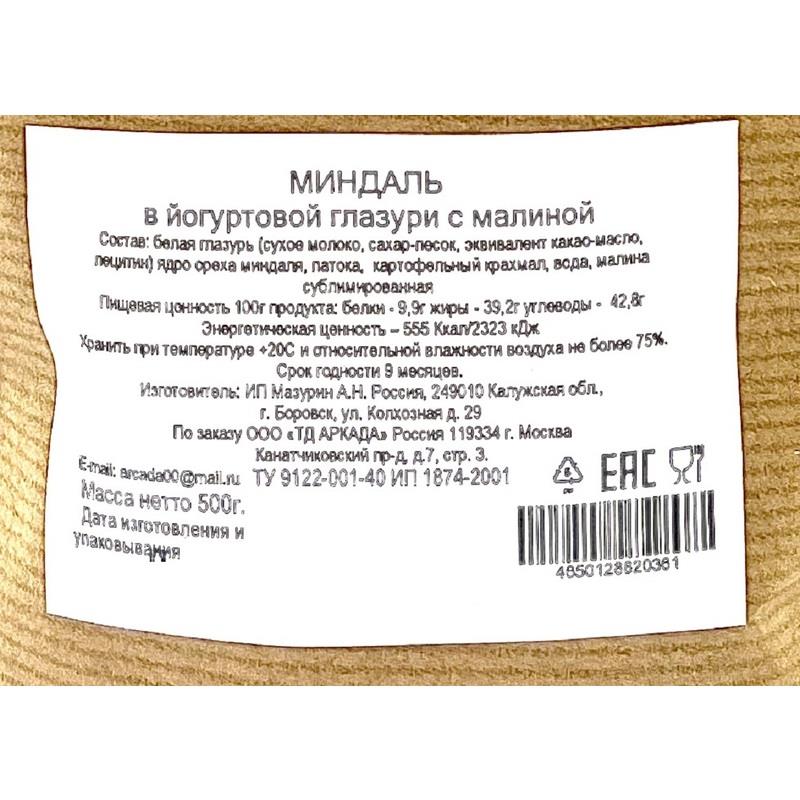 МИНДАЛЬ
в йогуртовой глазури с малиной
Состав: белая глазурь (сухое молоко, сахар-песок, эквивалент какао-масло,
лецитин) ядро ореха миндаля, патока, картофельный крахмал, вода, малина
сублимированная
Пищевая ценность 100г продукта: белки - 9,9г жиры - 39,2г углеводы - 42,8г
Энергетическая ценность – 555 Ккал/2323 кДж
Хранить при температуре +20С и относительной влажности воздуха не более 75%.
Срок годности 9 месяцев.
Изготовитель: ИП Мазурин А.Н. Россия, 249010 Калужская обл.,
г. Боровск, ул. Колхозная д. 29
По заказу ООО «ТД АРКАДА» Россия 119334 г. Москва
Канатчиковский пр-д, д.7, стр. 3.
E-mail: arcada00@mail.ru ТУ 9122-001-40 ИП 1874-2001
Масса нетто 500г.
Дата изготовления и
упаковывания
EAC
4650128820361